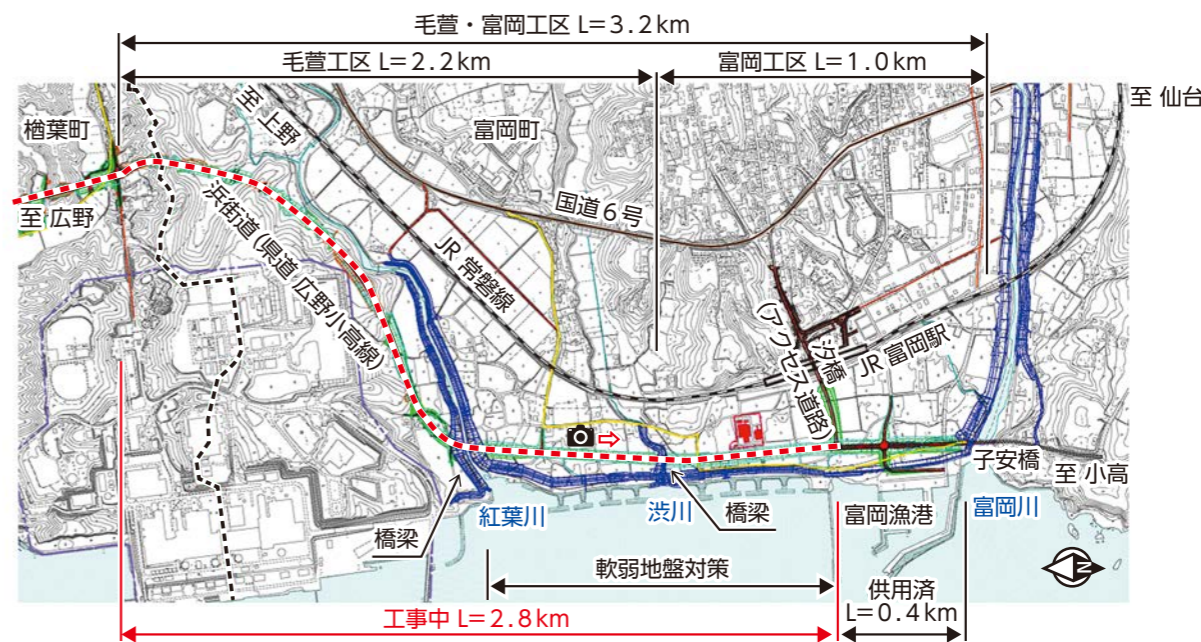 毛萱・富岡工区 L=3.2km
毛萱工区 L=2.2km
富岡工区 L=1.0km
至 仙台
楢葉町
至 上野
富岡町
国道6号
至 広野
浜街道(県道 広野小高線)
JR 常磐線
汐橋
(アクセス道路)
JR 富岡駅
子安橋
至 小高
橋梁
紅葉川
渋川
橋梁
富岡漁港
富岡川
軟弱地盤対策
供用済
L=0.4km
工事中 L=2.8km
N